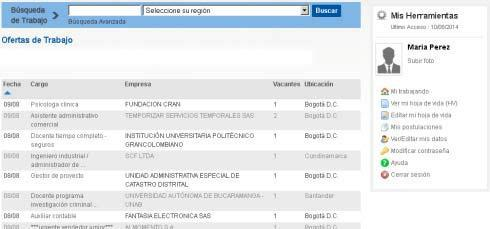 Búsqueda de Trabajo
Seleccione su región
Buscar
Búsqueda Avanzada
Ofertas de Trabajo
Fecha Cargo Empresa Vacantes Ubicación
09/08 Psicologa clinica FUNDACION CRAN 1 Bogotá D.C.
09/08 Asistente administrativo comercial TEMPORIZAR SERVICIOS TEMPORALES SAS 2 Bogotá D.C.
09/08 Docente tiempo completo - seguros INSTITUCIÓN UNIVERSITARIA POLITÉCNICO GRANCOLOMBIANO 1 Bogotá D.C.
09/08 Ingeniero industrial / administrador de ... SCF LTDA 1 Cundinamarca
09/08 Gestor de proyecto UNIDAD ADMINISTRATIVA ESPECIAL DE CATASTRO DISTRITAL 1 Bogotá D.C.
09/08 Docente programa investigación criminal ... UNIVERSIDAD AUTÓNOMA DE BUCARAMANGA - UNAB 1 Santander
09/08 Auxiliar contable FANTASIA ELECTRONICA SAS 1 Bogotá D.C.
09/08 ***urgente vendedor junior*** ALMOMENTO S.A. 1 Bogotá D.C.
Mis Herramientas
Ultimo Acceso : 10/06/2014
Maria Perez
Subir foto
Mi trabajando
Ver mi hoja de vida (HV)
Editar mi hoja de vida
Mis postulaciones
Ver/Editar mis datos
Modificar contraseña
Ayuda
Cerrar sesión